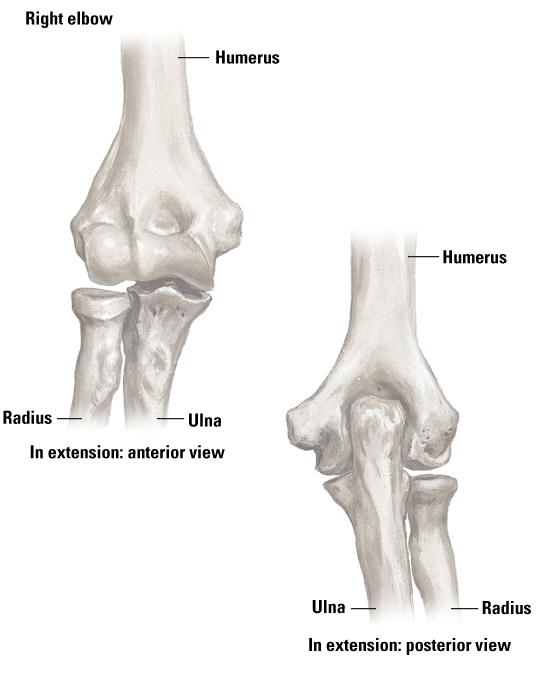 Right elbow
Humerus
Radius
Ulna
In extension: anterior view
Humerus
Ulna
Radius
In extension: posterior view